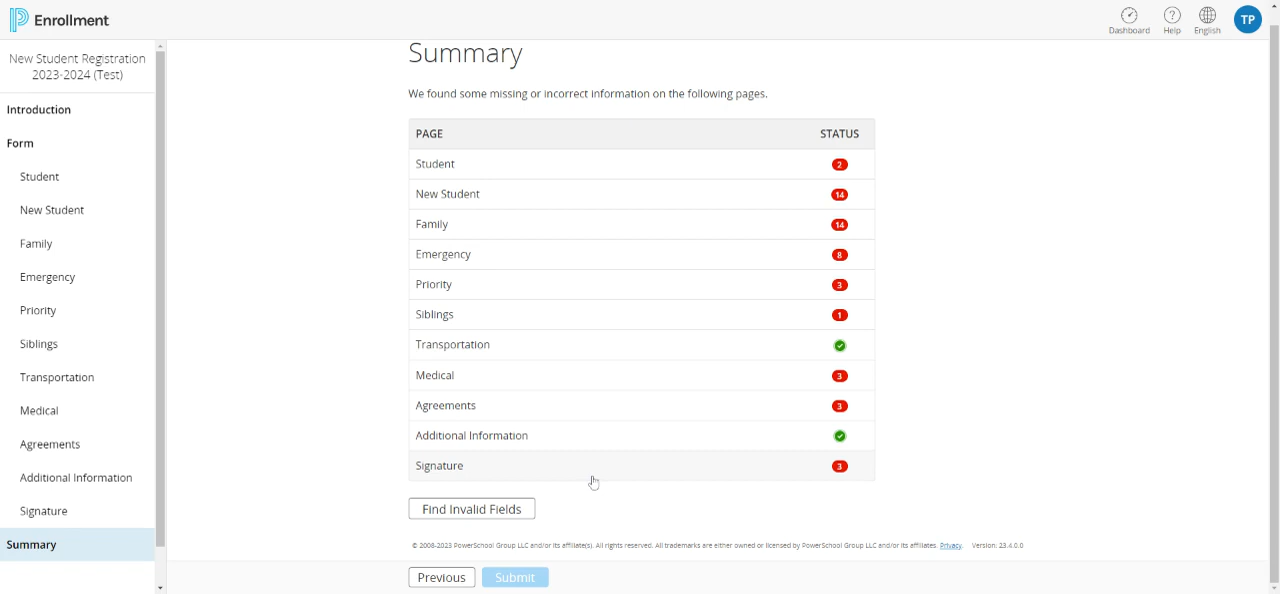 Enrollment
Dashboard
Help
English
TP
New Student Registration
2023-2024 (Test)
Introduction
Form
Student
New Student
Family
Emergency
Priority
Siblings
Transportation
Medical
Agreements
Additional Information
Signature
Summary
Summary
We found some missing or incorrect information on the following pages.
PAGE STATUS
Student 2
New Student 14
Family 14
Emergency 8
Priority 3
Siblings 1
Transportation
Medical 3
Agreements 3
Additional Information
Signature 3
Find Invalid Fields
© 2008-2023 PowerSchool Group LLC and/or its affiliate(s). All rights reserved. All trademarks are either owned or licensed by PowerSchool Group LLC and/or its affiliates. Privacy. Version: 23.4.0.0
Previous Submit